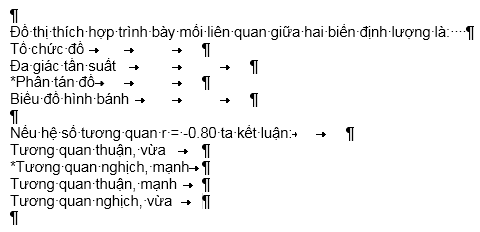 Đồ thị thích hợp trình bày mối liên quan giữa hai biến định lượng là:
Tổ chức đồ
Đa giác tần suất
*Phân tán đồ
Biểu đồ hình bánh
Nếu hệ số tương quan r = -0.80 ta kết luận:
Tương quan thuận, vừa
*Tương quan nghịch, mạnh
Tương quan thuận, mạnh
Tương quan nghịch, vừa